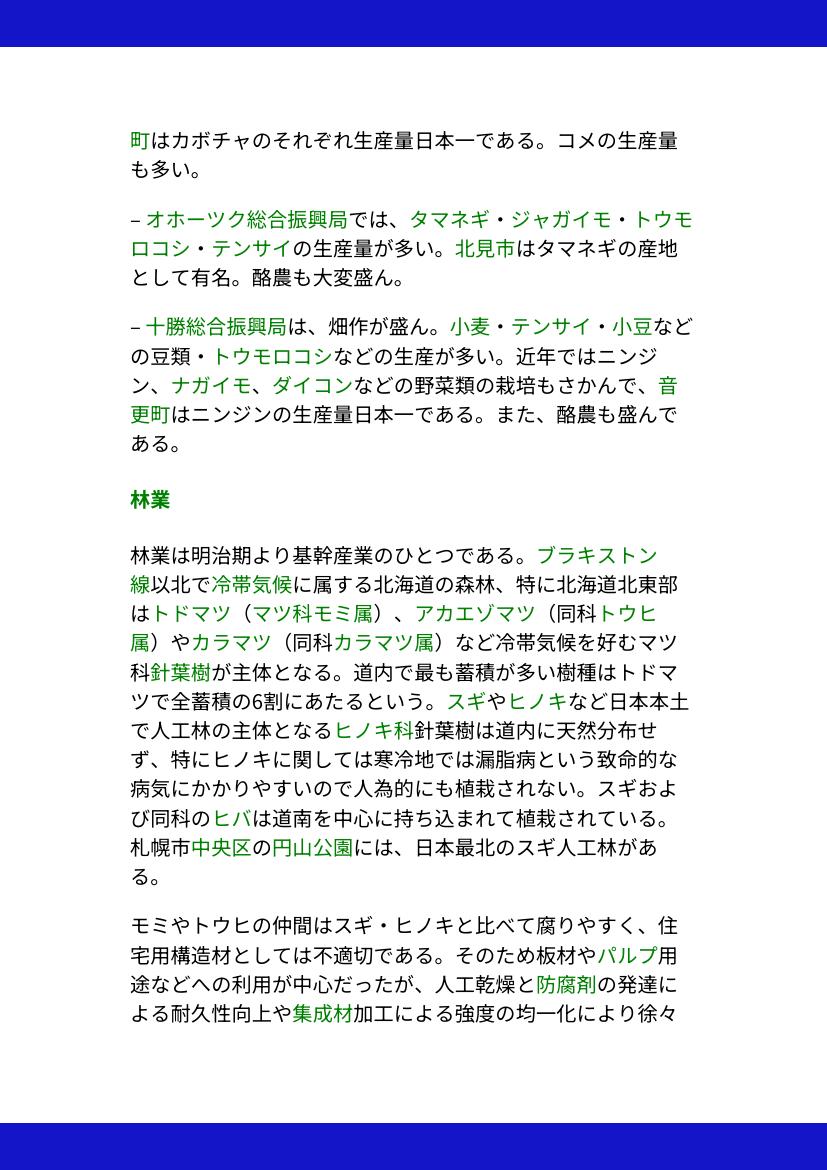 町はカボチャのそれぞれ生産量日本一である。コメの生産量
も多い。
– オホーツク総合振興局では、タマネギ・ジャガイモ・トウモ
ロコシ・テンサイの生産量が多い。北見市はタマネギの産地
として有名。酪農も大変盛ん。
– 十勝総合振興局は、畑作が盛ん。小麦・テンサイ・小豆など
の豆類・トウモロコシなどの生産が多い。近年ではニンジ
ン、ナガイモ、ダイコンなどの野菜類の栽培もさかんで、音
更町はニンジンの生産量日本一である。また、酪農も盛んで
ある。
林業
林業は明治期より基幹産業のひとつである。ブラキストン
線以北で冷帯気候に属する北海道の森林、特に北海道北東部
はトドマツ（マツ科モミ属）、アカエゾマツ（同科トウヒ
属）やカラマツ（同科カラマツ属）など冷帯気候を好むマツ
科針葉樹が主体となる。道内で最も蓄積が多い樹種はトドマ
ツで全蓄積の6割にあたるという。スギやヒノキなど日本本土
で人工林の主体となるヒノキ科針葉樹は道内に天然分布せ
ず、特にヒノキに関しては寒冷地では漏脂病という致命的な
病気にかかりやすいので人為的にも植栽されない。スギおよ
び同科のヒバは道南を中心に持ち込まれて植栽されている。
札幌市中央区の円山公園には、日本最北のスギ人工林があ
る。
モミやトウヒの仲間はスギ・ヒノキと比べて腐りやすく、住
宅用構造材としては不適切である。そのため板材やパルプ用
途などへの利用が中心だったが、人工乾燥と防腐剤の発達に
よる耐久性向上や集成材加工による強度の均一化により徐々